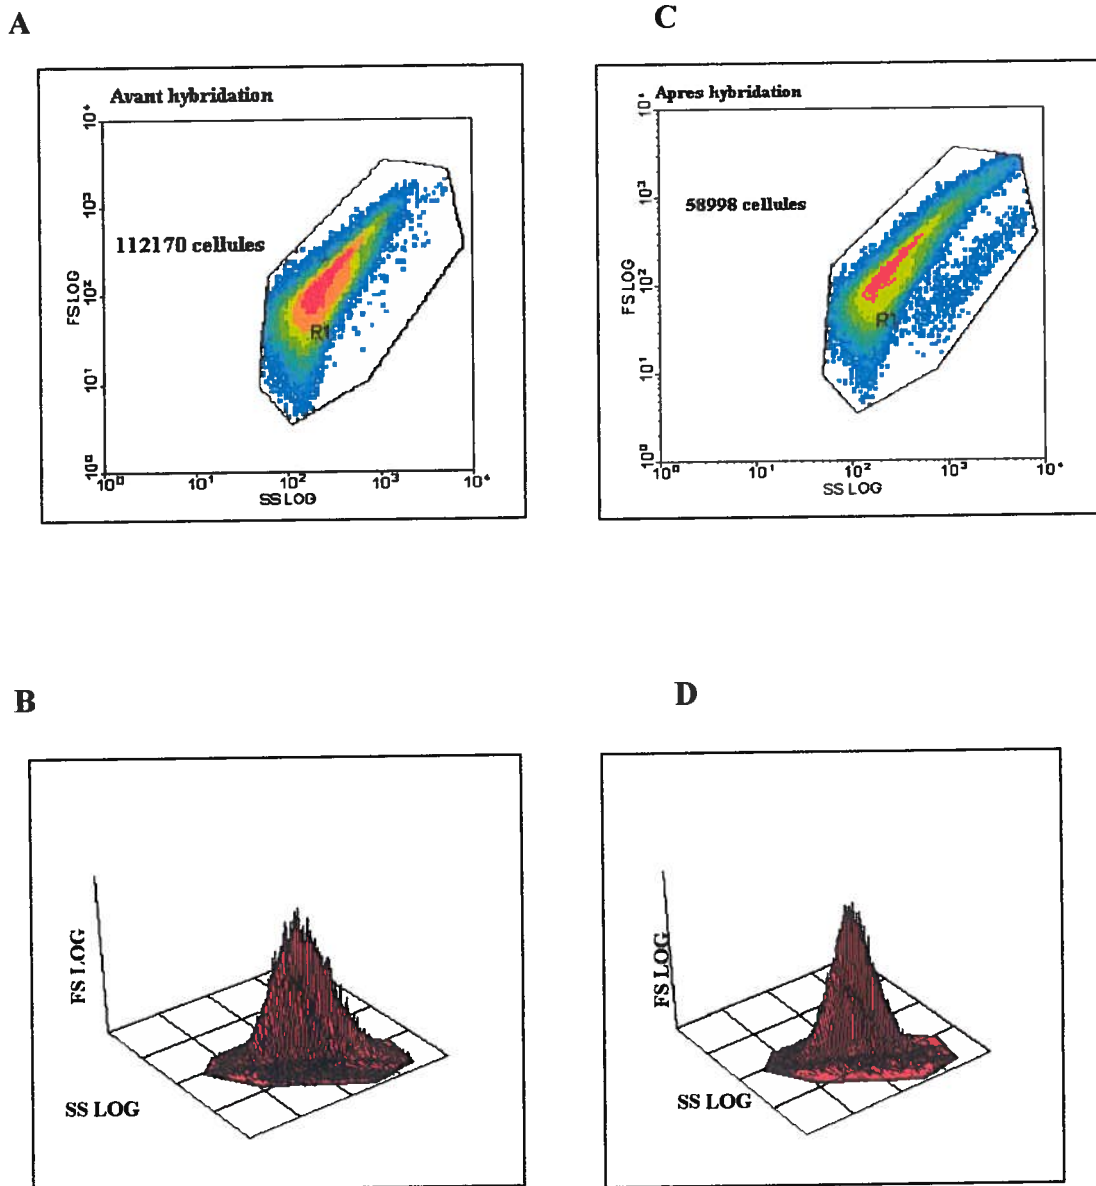 A
Avant hybridation
112170 cellules
R1
FS LOG
10⁴
10³
10²
10¹
10⁰
10⁰ 10¹ 10² 10³ 10⁴
SS LOG
C
Apres hybridation
58998 cellules
R1
FS LOG
10³
10²
10¹
10⁰
10⁰ 10¹ 10² 10³ 10⁴
SS LOG
B
FS LOG
SS LOG
D
FS LOG
SS LOG